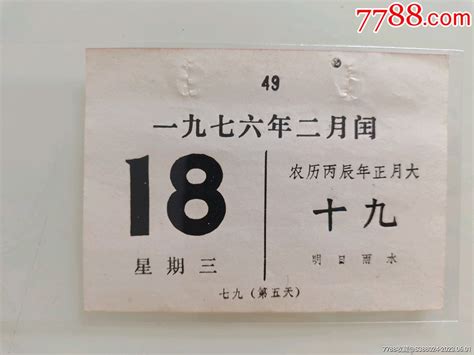 7788.com
49
一九七六年二月闰
18
星期三
农历丙辰年正月大
十九
明日雨水
七九(第五天)